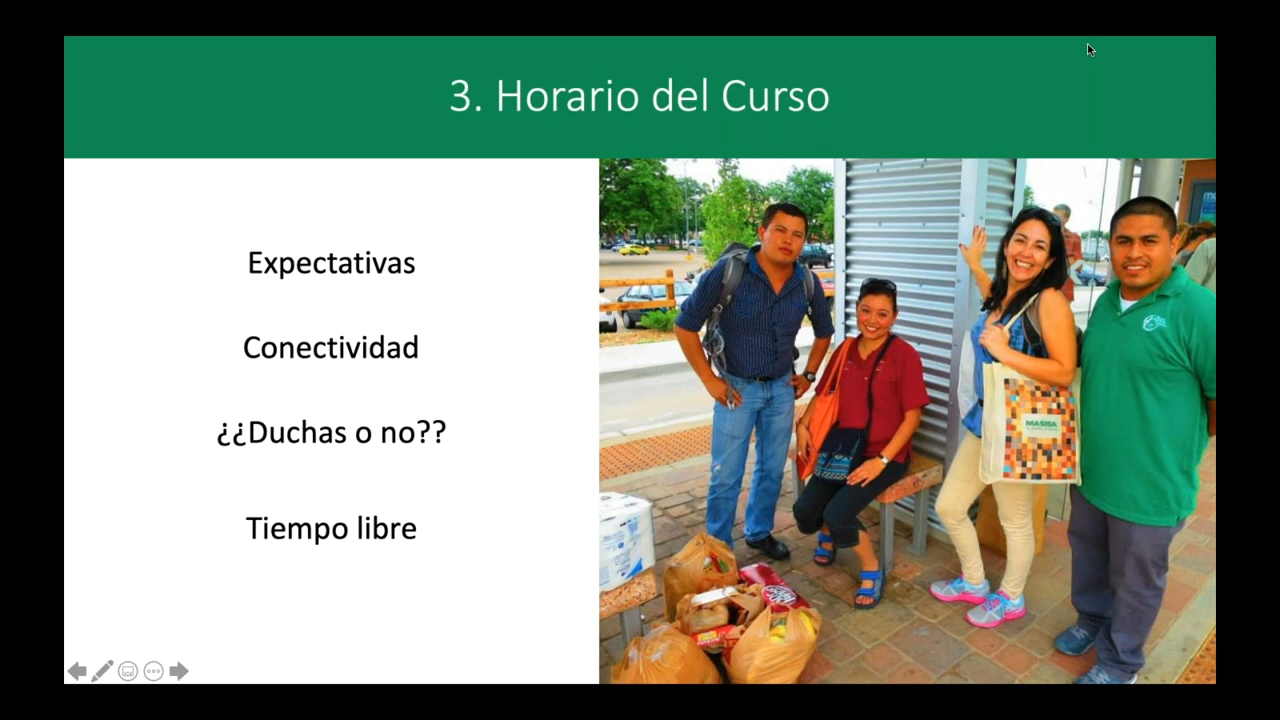 3. Horario del Curso
Expectativas
Conectividad
¿¿Duchas o no??
Tiempo libre
MASISA